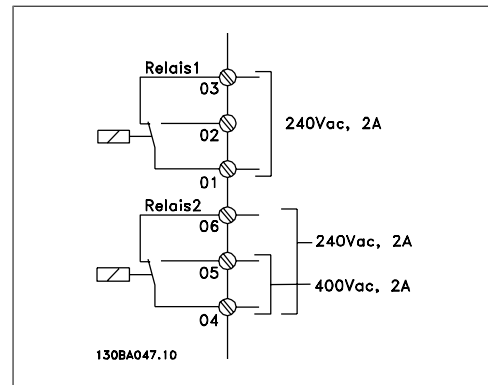 Relais1
03
02
240Vac, 2A
01
Relais2
06
240Vac, 2A
05
400Vac, 2A
04
130BA047.10